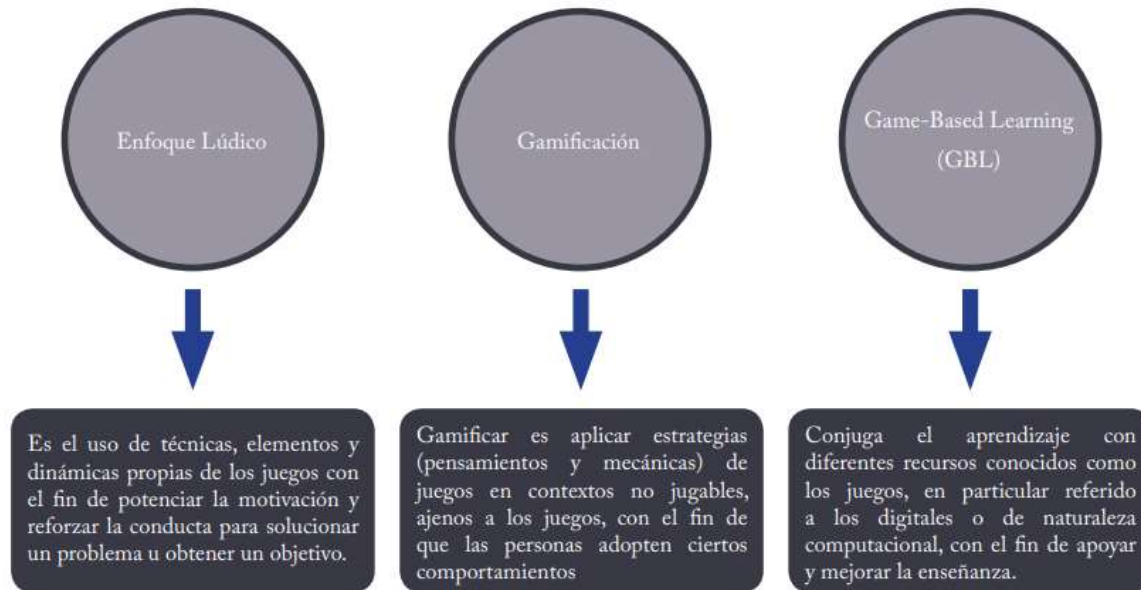 Enfoque Lúdico
Gamificación
Game-Based Learning
(GBL)
Es el uso de técnicas, elementos y
dinámicas propias de los juegos con
el fin de potenciar la motivación y
reforzar la conducta para solucionar
un problema u obtener un objetivo.
Gamificar es aplicar estrategias
(pensamientos y mecánicas) de
juegos en contextos no jugables,
ajenos a los juegos, con el fin de
que las personas adopten ciertos
comportamientos
Conjuga el aprendizaje con
diferentes recursos conocidos como
los juegos, en particular referido
a los digitales o de naturaleza
computacional, con el fin de apoyar
y mejorar la enseñanza.